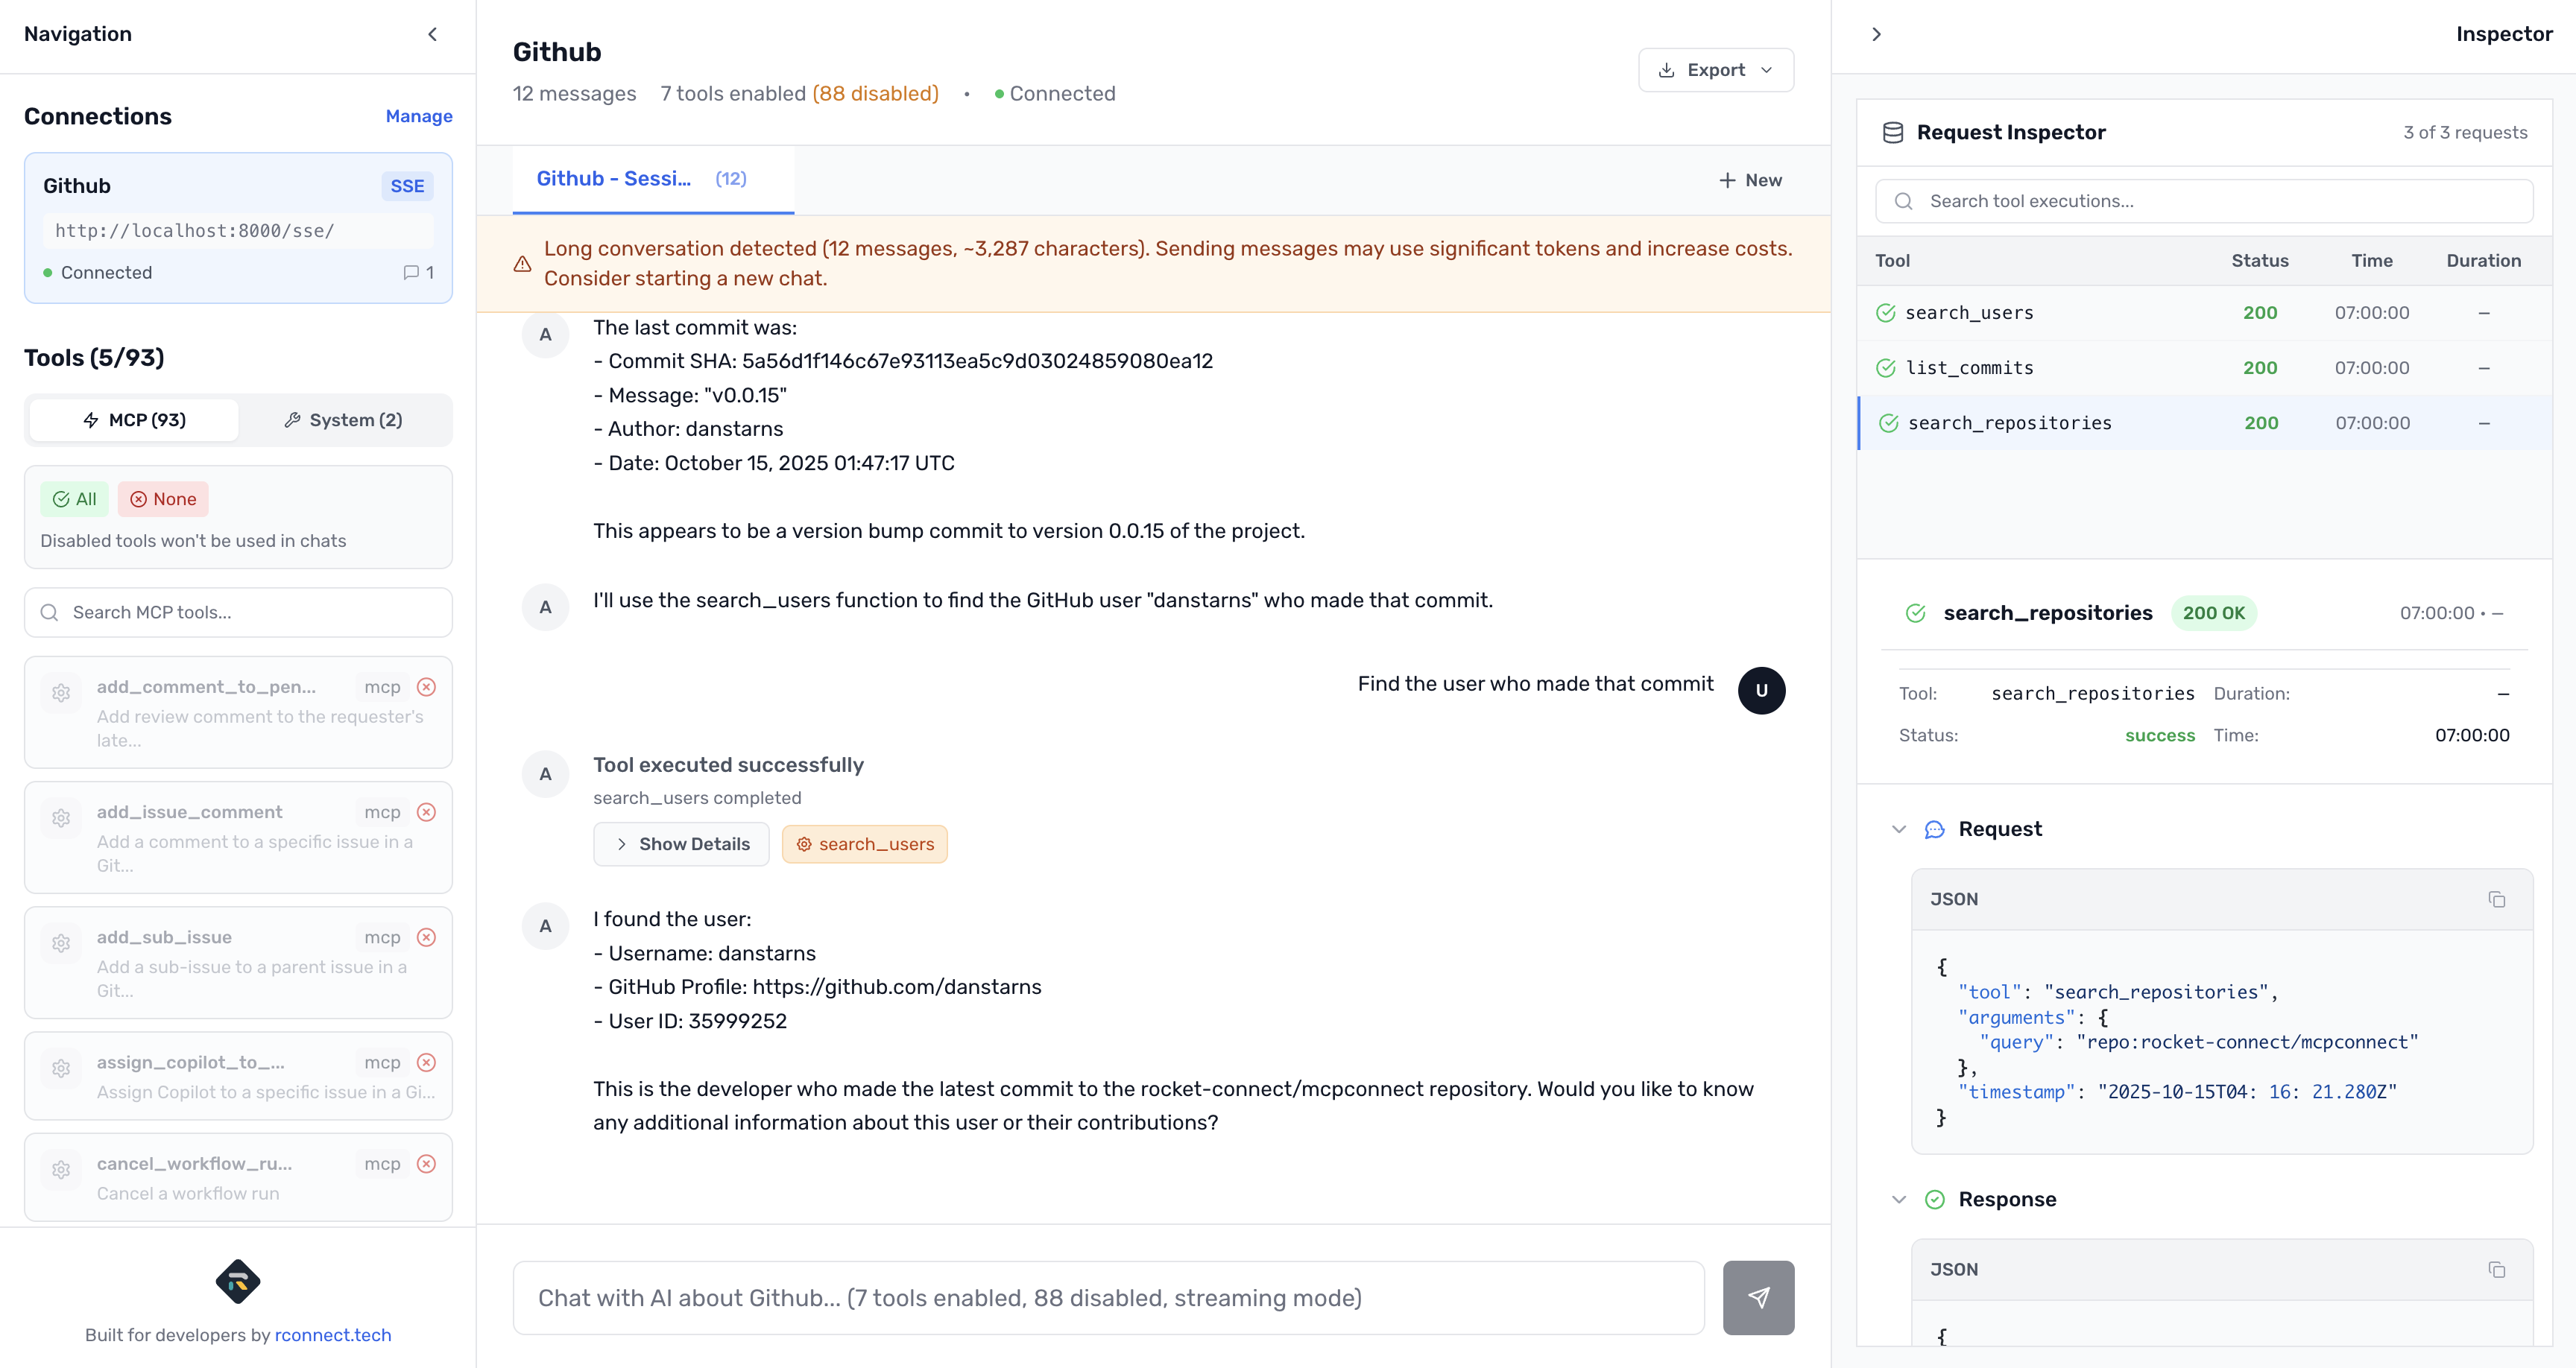 Navigation
Connections
Manage
Github
SSE
http://localhost:8000/sse/
Connected
1
Tools (5/93)
MCP (93)
System (2)
All
None
Disabled tools won't be used in chats
Search MCP tools...
add_comment_to_pen...
mcp
Add review comment to the requester's
late...
add_issue_comment
mcp
Add a comment to a specific issue in a
Git...
add_sub_issue
mcp
Add a sub-issue to a parent issue in a
Git...
assign_copilot_to_...
mcp
Assign Copilot to a specific issue in a Gi...
cancel_workflow_ru...
mcp
Cancel a workflow run
Built for developers by rconnect.tech
Github
12 messages 7 tools enabled (88 disabled) • Connected
Export
Github - Sessi... (12)
New
Long conversation detected (12 messages, ~3,287 characters). Sending messages may use significant tokens and increase costs.
Consider starting a new chat.
A
The last commit was:
- Commit SHA: 5a56d1f146c67e93113ea5c9d03024859080ea12
- Message: "v0.0.15"
- Author: danstarns
- Date: October 15, 2025 01:47:17 UTC
This appears to be a version bump commit to version 0.0.15 of the project.
A
I'll use the search_users function to find the GitHub user "danstarns" who made that commit.
Find the user who made that commit
U
A
Tool executed successfully
search_users completed
Show Details
search_users
A
I found the user:
- Username: danstarns
- GitHub Profile: https://github.com/danstarns
- User ID: 35999252
This is the developer who made the latest commit to the rocket-connect/mcpconnect repository. Would you like to know
any additional information about this user or their contributions?
Chat with AI about Github... (7 tools enabled, 88 disabled, streaming mode)
Inspector
Request Inspector
3 of 3 requests
Search tool executions...
Tool Status Time Duration
search_users 200 07:00:00 –
list_commits 200 07:00:00 –
search_repositories 200 07:00:00 –
search_repositories 200 OK 07:00:00 • –
Tool: search_repositories Duration: –
Status: success Time: 07:00:00
Request
JSON
{
"tool": "search_repositories",
"arguments": {
"query": "repo:rocket-connect/mcpconnect"
},
"timestamp": "2025-10-15T04: 16: 21.280Z"
}
Response
JSON
{